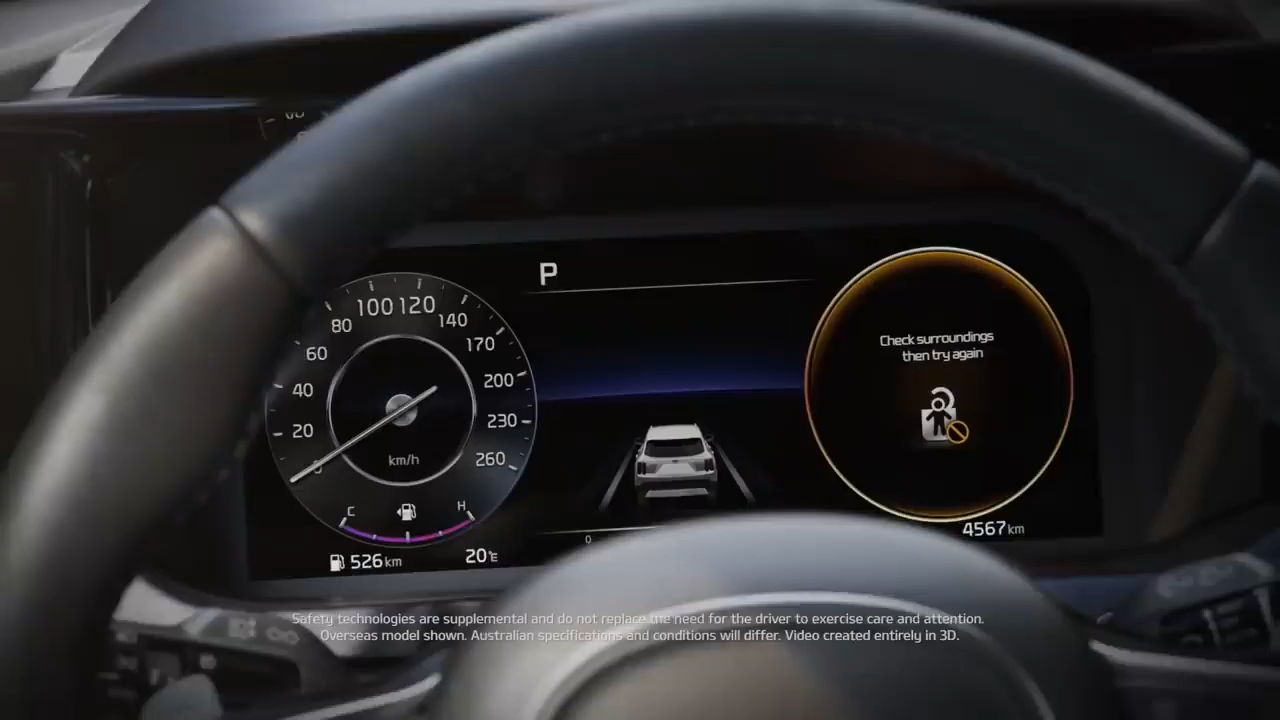 P
100 120
80
140
60
170
40
200
20
230
0
260
km/h
C
H
526 km
20°E
0
Check surroundings
then try again
4567 km
Safety technologies are supplemental and do not replace the need for the driver to exercise care and attention.
Overseas model shown. Australian specifications and conditions will differ. Video created entirely in 3D.